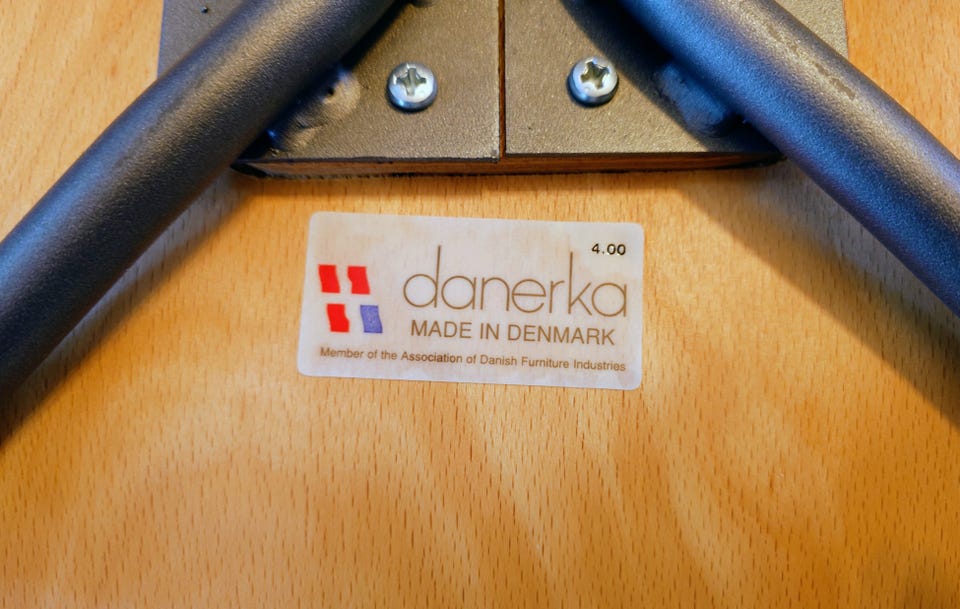 4.00
danerka
MADE IN DENMARK
Member of the Association of Danish Furniture Industries